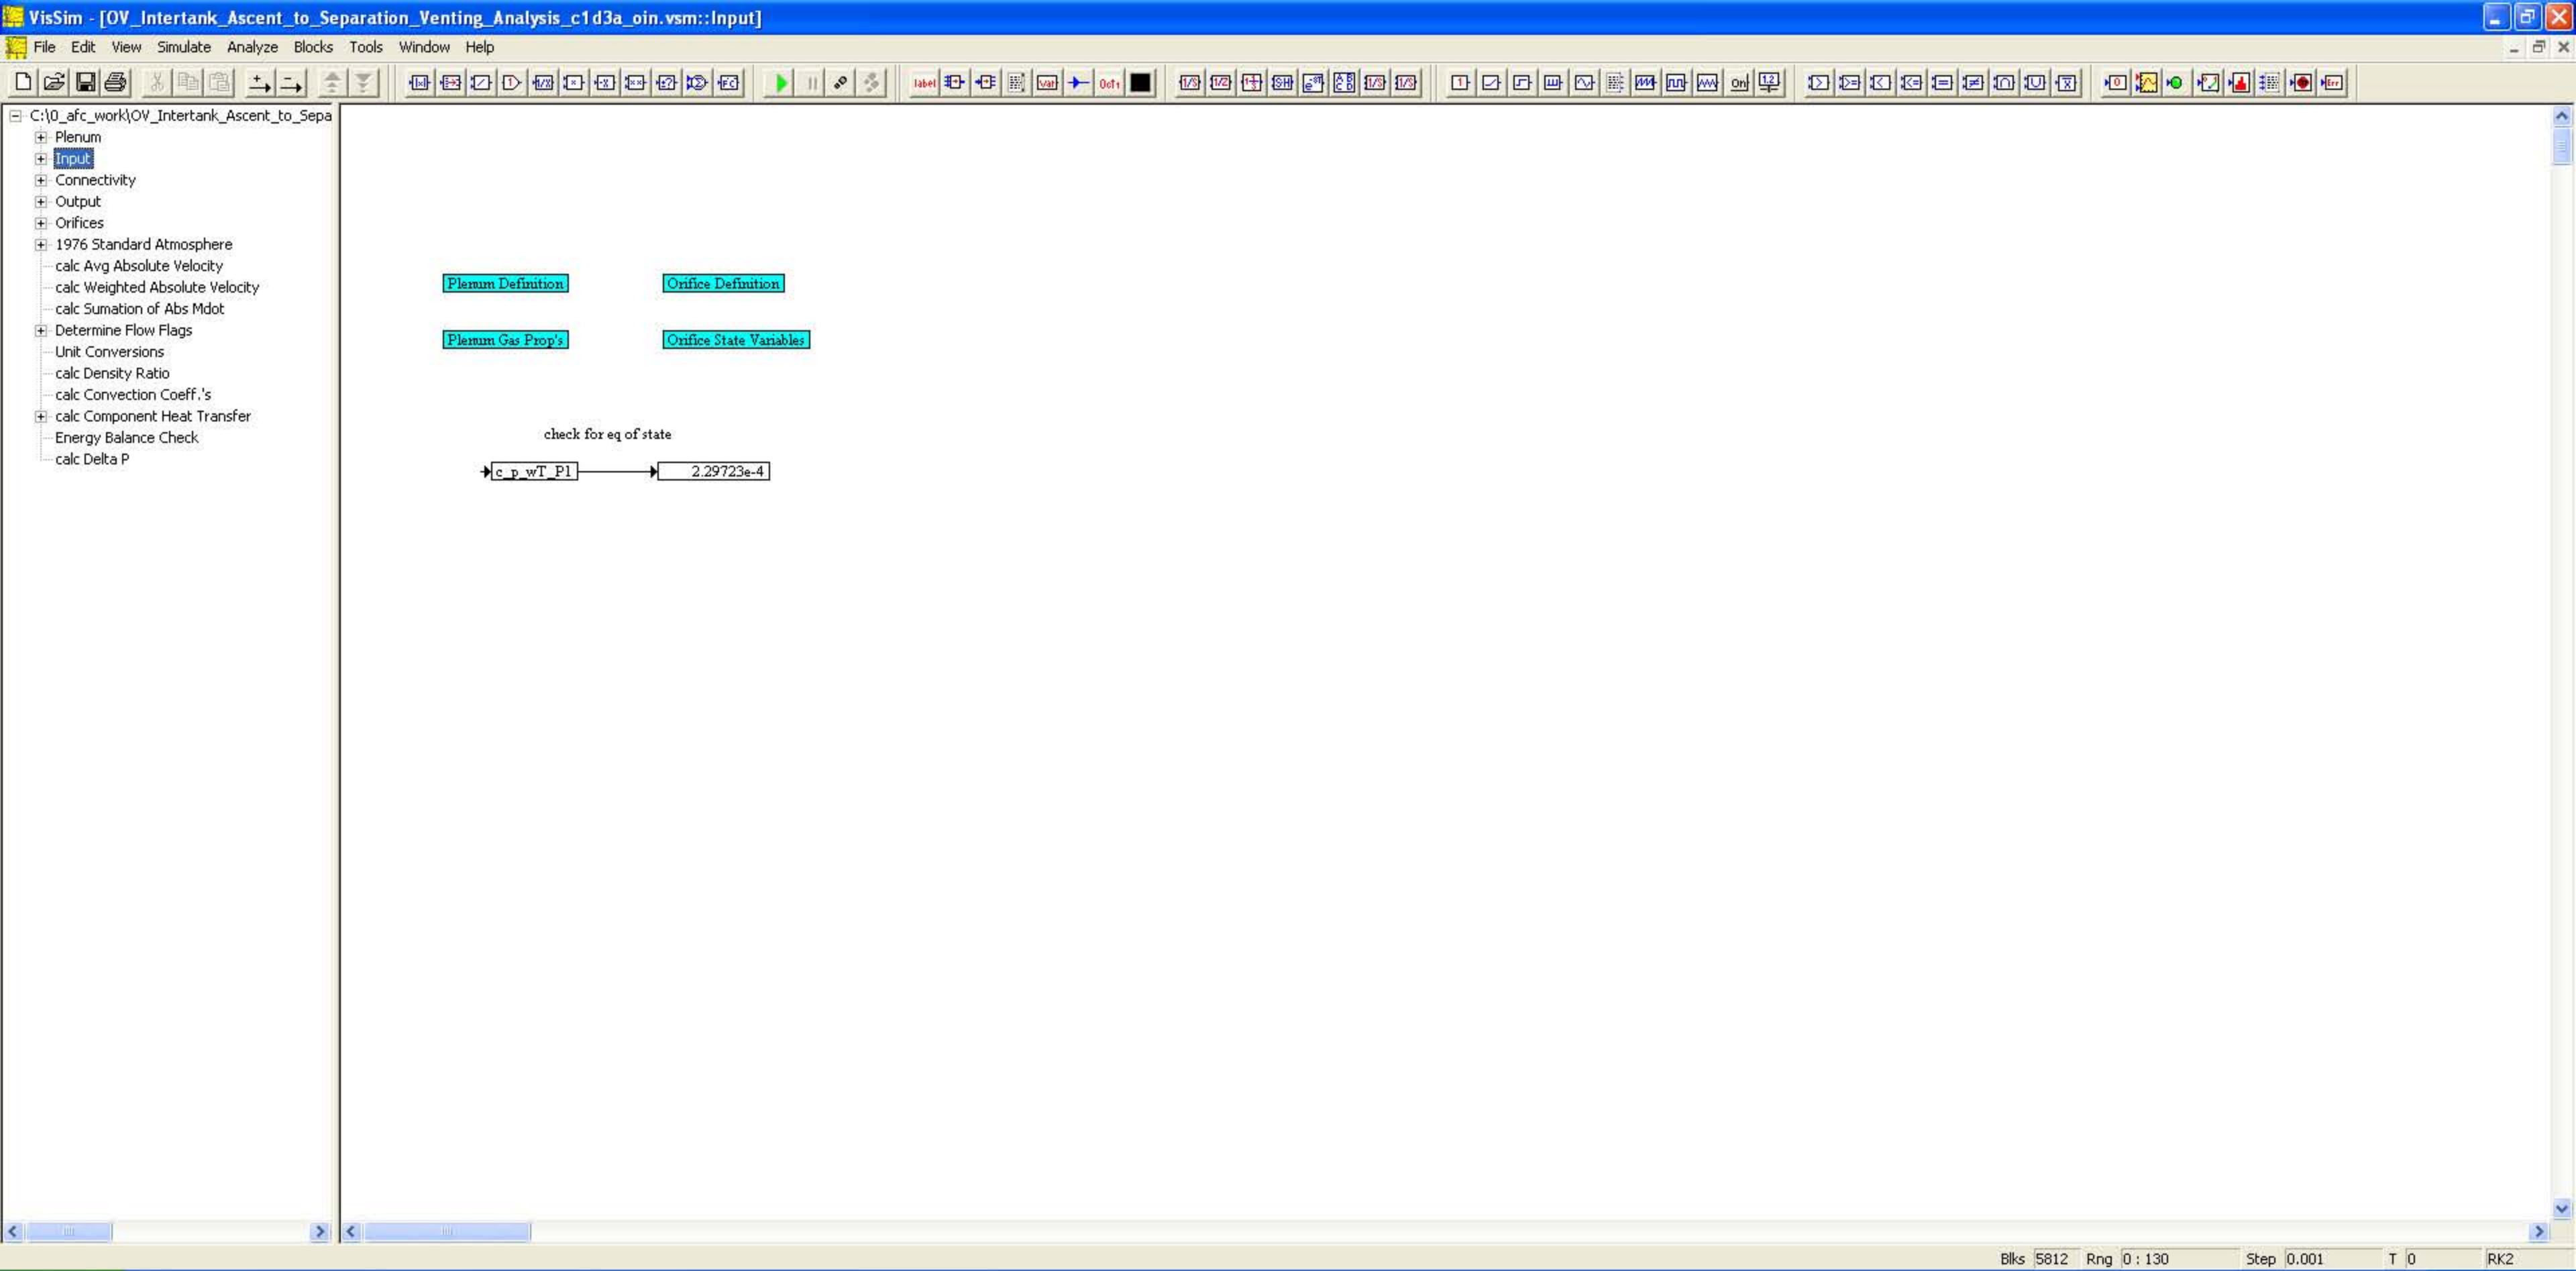 VisSim - [OV_Intertank_Ascent_to_Separation_Venting_Analysis_c1d3a_oin.vsm::Input]
File Edit View Simulate Analyze Blocks Tools Window Help
C:\0_afc_work\OV_Intertank_Ascent_to_Sepa
Plenum
Input
Connectivity
Output
Orifices
1976 Standard Atmosphere
calc Avg Absolute Velocity
calc Weighted Absolute Velocity
calc Sumation of Abs Mdot
Determine Flow Flags
Unit Conversions
calc Density Ratio
calc Convection Coeff.'s
calc Component Heat Transfer
Energy Balance Check
calc Delta P
Plenum Definition Orifice Definition
Plenum Gas Prop's Orifice State Variables
check for eq of state
c_p_wT_P1 2.29723e-4
Blks 5812 Rng 0 : 130 Step 0.001 T 0 RK2